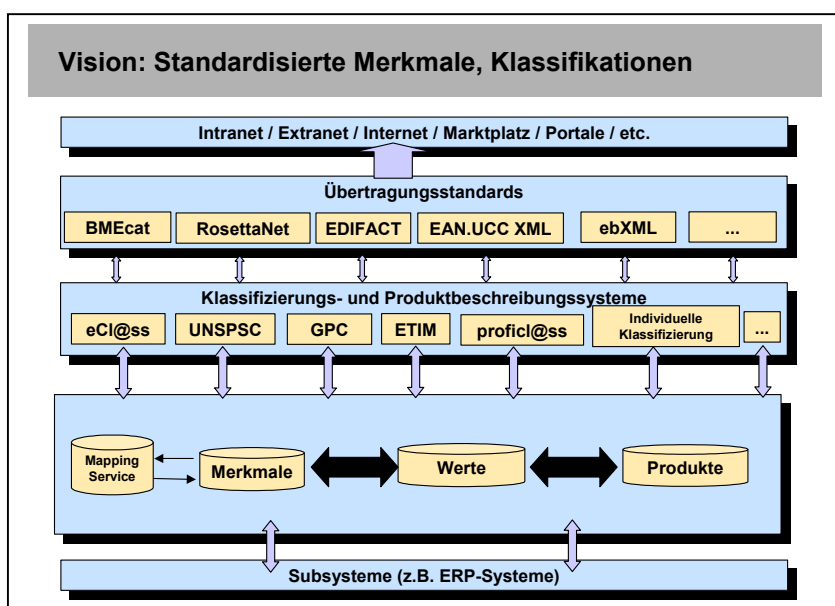 Vision: Standardisierte Merkmale, Klassifikationen
Intranet / Extranet / Internet / Marktplatz / Portale / etc.
Übertragungsstandards
BMEcat
RosettaNet
EDIFACT
EAN.UCC XML
ebXML
...
Klassifizierungs- und Produktbeschreibungssysteme
eCl@ss
UNSPSC
GPC
ETIM
proficl@ss
Individuelle
Klassifizierung
...
Mapping
Service
Merkmale
Werte
Produkte
Subsysteme (z.B. ERP-Systeme)